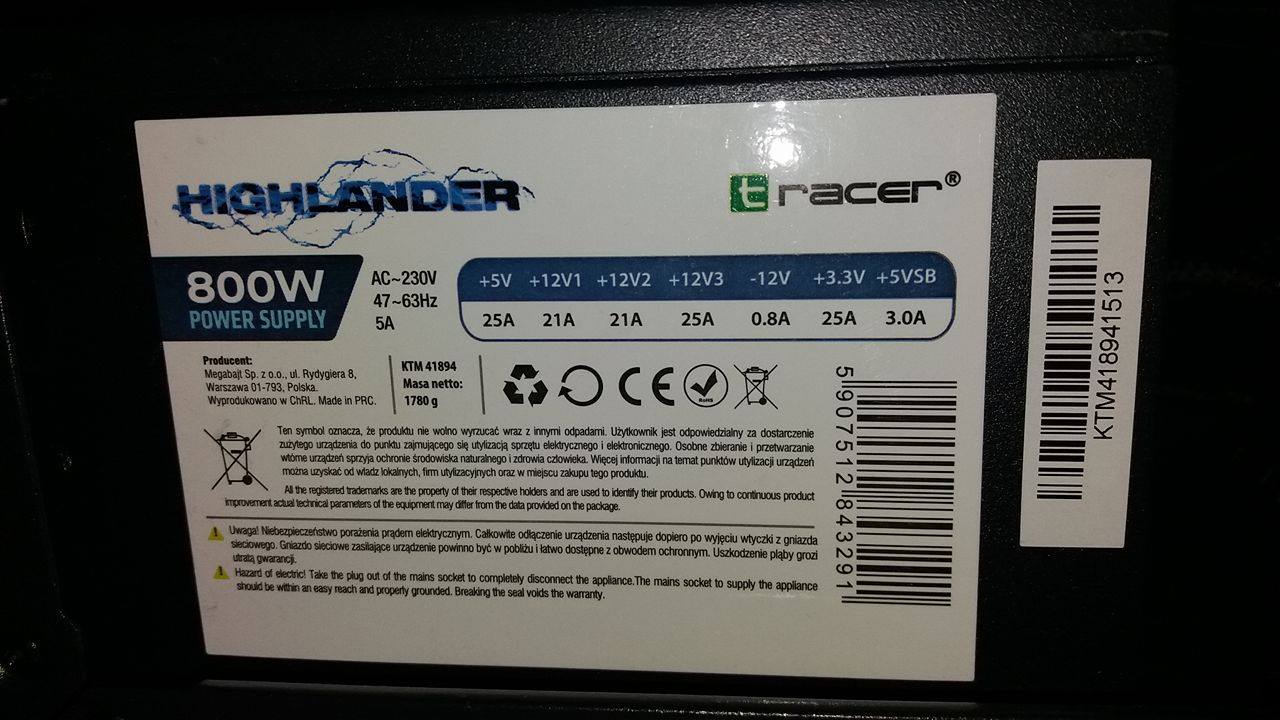 HIGHLANDER
t racer®
800W
POWER SUPPLY
AC~230V
47~63Hz
5A
+5V +12V1 +12V2 +12V3 -12V +3.3V +5VSB
25A 21A 21A 25A 0.8A 25A 3.0A
Producent:
Megabajt Sp. z o.o., ul. Rydygiera 8,
Warszawa 01-793, Polska.
Wyprodukowano w ChRL. Made in PRC.
KTM 41894
Masa netto:
1780 g
CE
RoHS
Ten symbol oznacza, że produktu nie wolno wyrzucać wraz z innymi odpadami. Użytkownik jest odpowiedzialny za dostarczenie
zużytego urządzenia do punktu zajmującego się utylizacją sprzętu elektrycznego i elektronicznego. Osobne zbieranie i przetwarzanie
wtórne urządzeń sprzyja ochronie środowiska naturalnego i zdrowia człowieka. Więcej informacji na temat punktów utylizacji urządzeń
można uzyskać od władz lokalnych, firm utylizacyjnych oraz w miejscu zakupu tego produktu.
All the registered trademarks are the property of their respective holders and are used to identify their products. Owing to continuous product
improvement actual technical parameters of the equipment may differ from the data provided on the package.
Uwaga! Niebezpieczeństwo porażenia prądem elektrycznym. Całkowite odłączenie urządzenia następuje dopiero po wyjęciu wtyczki z gniazda
sieciowego. Gniazdo sieciowe zasilające urządzenie powinno być w pobliżu i łatwo dostępne z obwodem ochronnym. Uszkodzenie pląby grozi
utratą gwarancji.
Hazard of electric! Take the plug out of the mains socket to completely disconnect the appliance.The mains socket to supply the appliance
should be within an easy reach and properly grounded. Breaking the seal voids the warranty.
5 907512 843291
KTM418941513